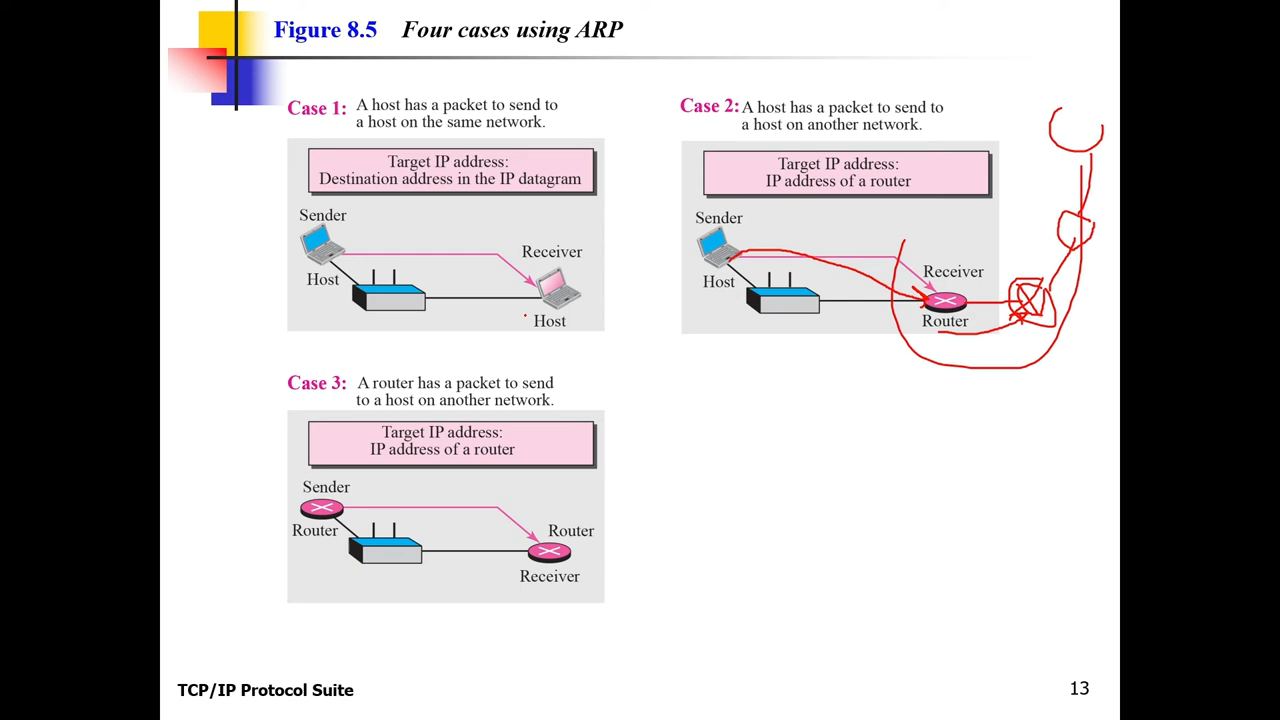 Figure 8.5 Four cases using ARP
Case 1: A host has a packet to send to
a host on the same network.
Target IP address:
Destination address in the IP datagram
Sender
Receiver
Host
Host
Case 2: A host has a packet to send to
a host on another network.
Target IP address:
IP address of a router
Sender
Receiver
Host
Router
Case 3: A router has a packet to send
to a host on another network.
Target IP address:
IP address of a router
Sender
Router
Router
Receiver
TCP/IP Protocol Suite
13